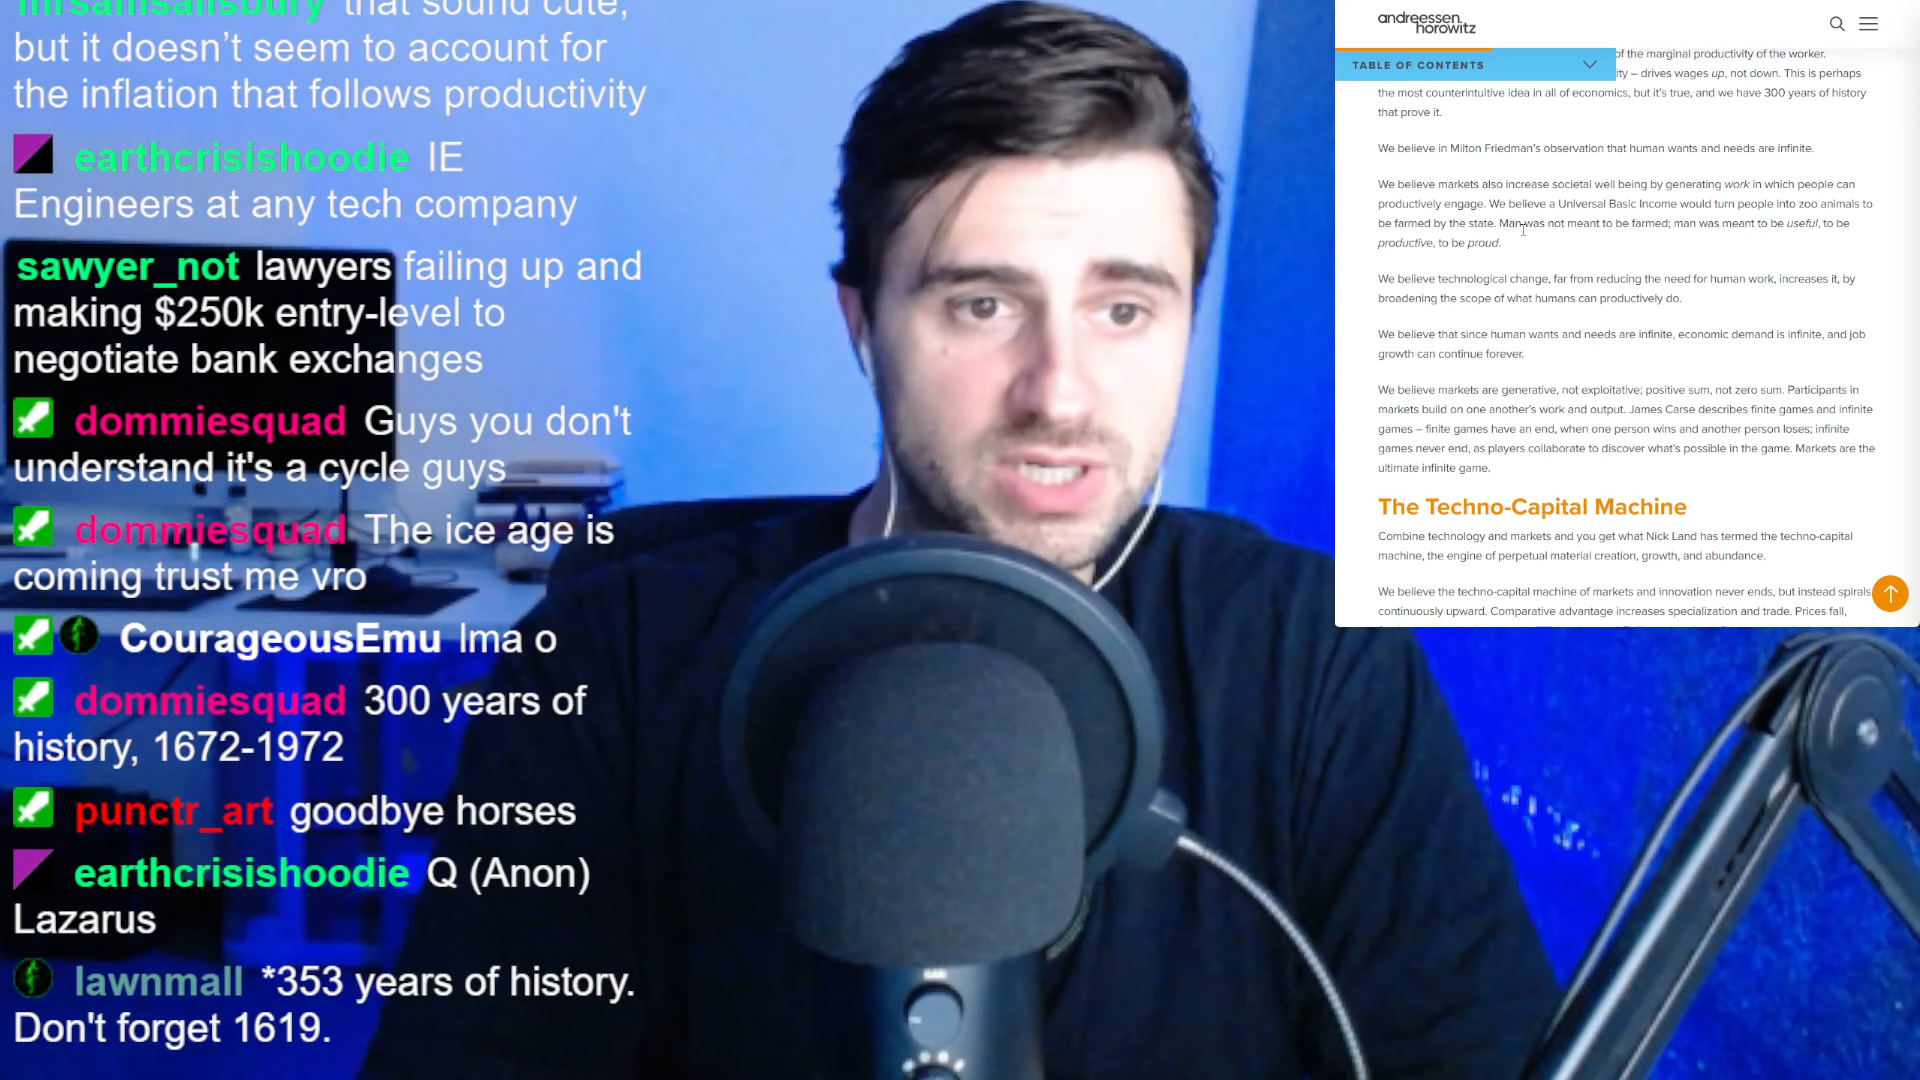 mrsamsalisbury that sound cute,
but it doesn't seem to account for
the inflation that follows productivity
earthcrisishoodie IE
Engineers at any tech company
sawyer_not lawyers failing up and
making $250k entry-level to
negotiate bank exchanges
dommiesquad Guys you don't
understand it's a cycle guys
dommiesquad The ice age is
coming trust me vro
CourageousEmu lma o
dommiesquad 300 years of
history, 1672-1972
punctr_art goodbye horses
earthcrisishoodie Q (Anon)
Lazarus
lawnmall *353 years of history.
Don't forget 1619.
andreessen.
horowitz
TABLE OF CONTENTS
of the marginal productivity of the worker.
ity – drives wages up, not down. This is perhaps
the most counterintuitive idea in all of economics, but it's true, and we have 300 years of history
that prove it.
We believe in Milton Friedman's observation that human wants and needs are infinite.
We believe markets also increase societal well being by generating work in which people can
productively engage. We believe a Universal Basic Income would turn people into zoo animals to
be farmed by the state. Man was not meant to be farmed; man was meant to be useful, to be
productive, to be proud.
We believe technological change, far from reducing the need for human work, increases it, by
broadening the scope of what humans can productively do.
We believe that since human wants and needs are infinite, economic demand is infinite, and job
growth can continue forever.
We believe markets are generative, not exploitative; positive sum, not zero sum. Participants in
markets build on one another's work and output. James Carse describes finite games and infinite
games – finite games have an end, when one person wins and another person loses; infinite
games never end, as players collaborate to discover what's possible in the game. Markets are the
ultimate infinite game.
The Techno-Capital Machine
Combine technology and markets and you get what Nick Land has termed the techno-capital
machine, the engine of perpetual material creation, growth, and abundance.
We believe the techno-capital machine of markets and innovation never ends, but instead spirals
continuously upward. Comparative advantage increases specialization and trade. Prices fall,